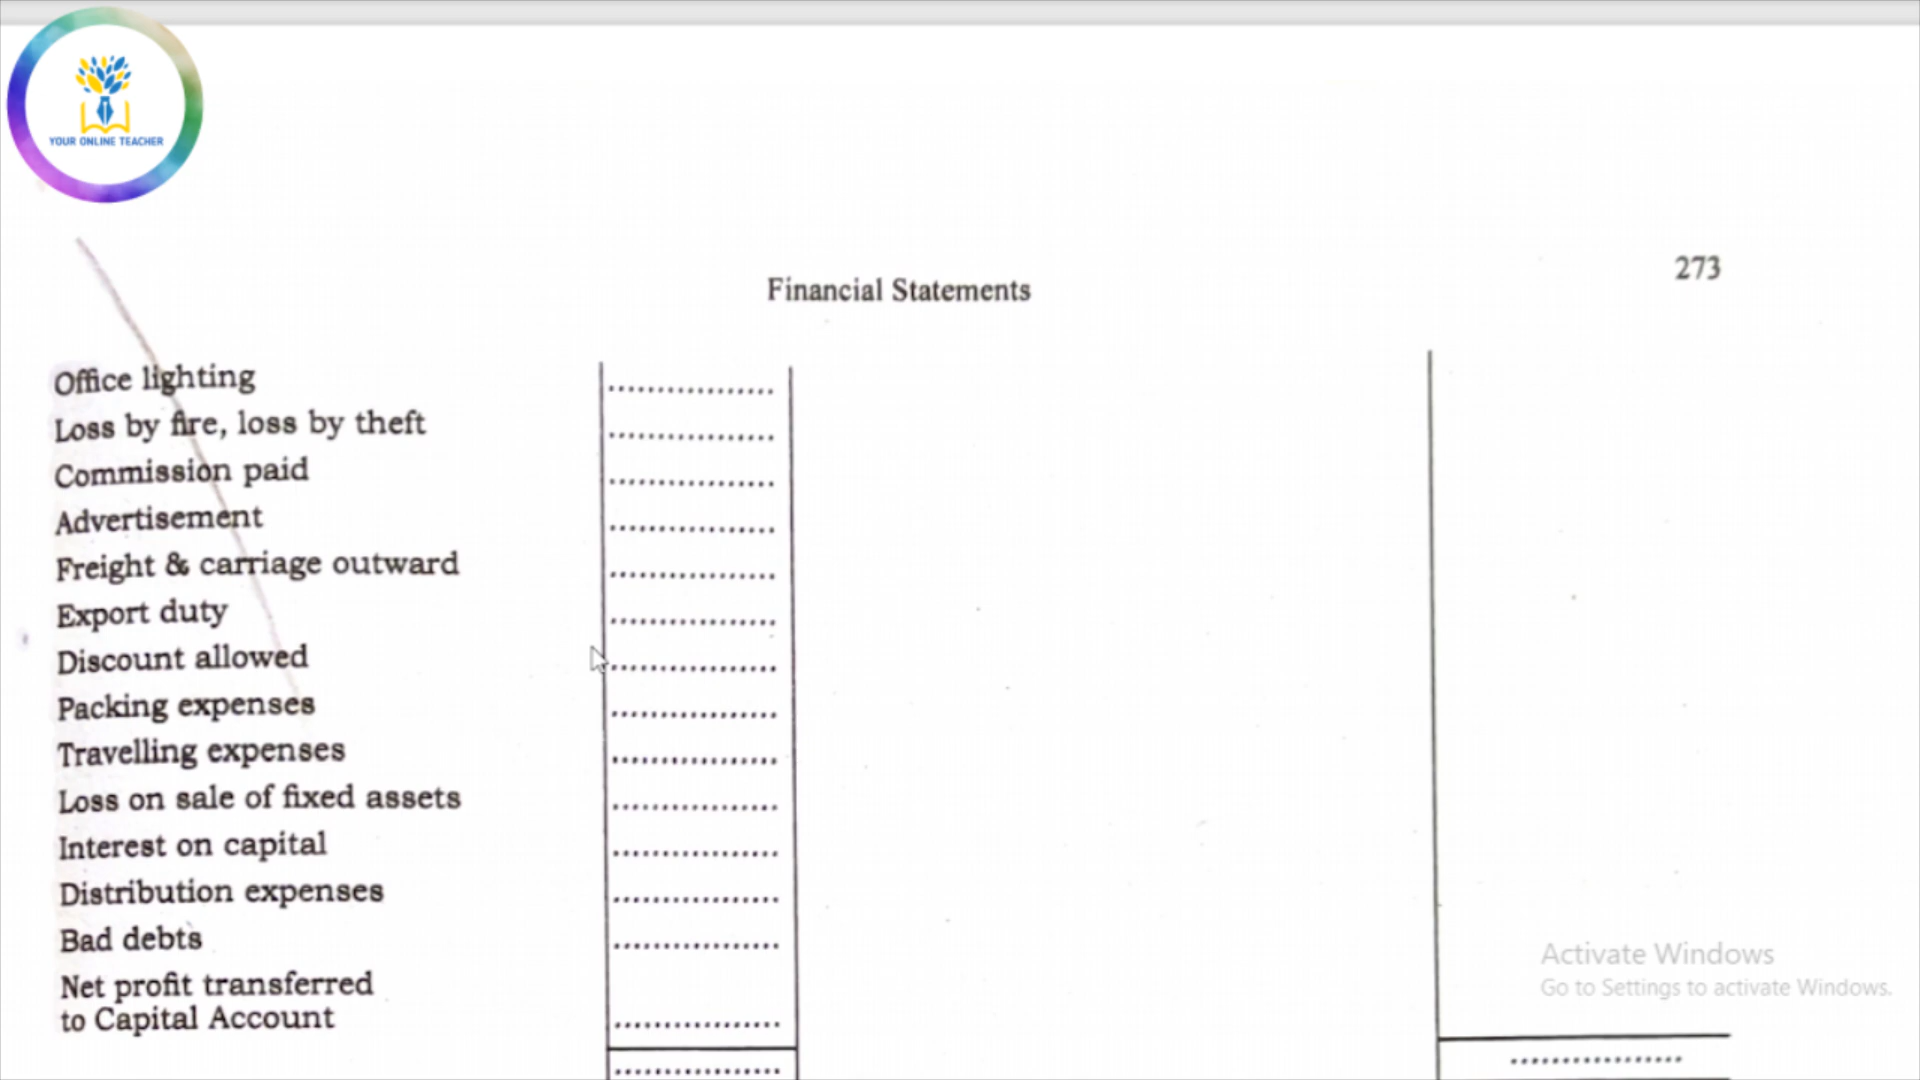 YOUR ONLINE TEACHER
273
Financial Statements
Office lighting
Loss by fire, loss by theft
Commission paid
Advertisement
Freight & carriage outward
Export duty
Discount allowed
Packing expenses
Travelling expenses
Loss on sale of fixed assets
Interest on capital
Distribution expenses
Bad debts
Net profit transferred
to Capital Account
Activate Windows
Go to Settings to activate Windows.